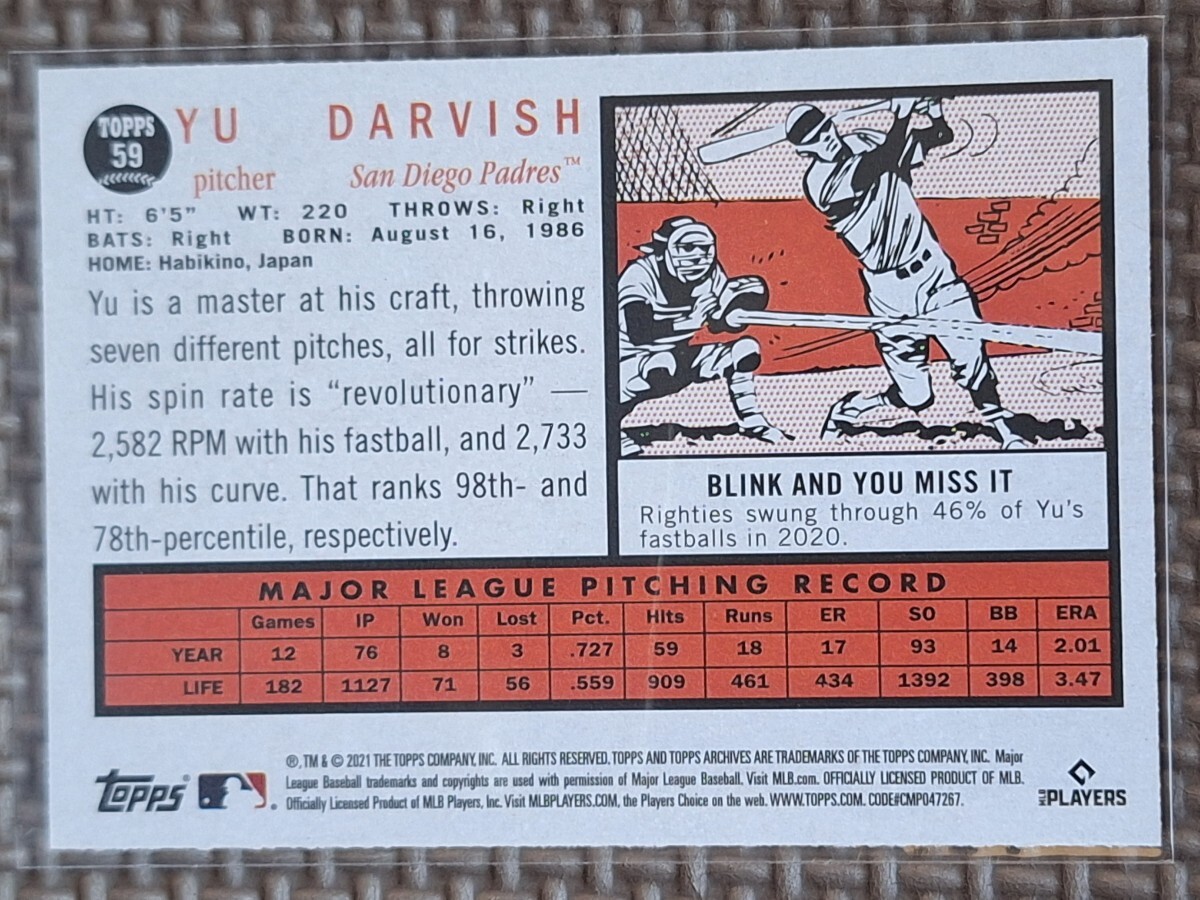 TOPPS
59
YU DARVISH
pitcher San Diego Padres™
HT: 6'5" WT: 220 THROWS: Right
BATS: Right BORN: August 16, 1986
HOME: Habikino, Japan
Yu is a master at his craft, throwing
seven different pitches, all for strikes.
His spin rate is “revolutionary” —
2,582 RPM with his fastball, and 2,733
with his curve. That ranks 98th- and
78th-percentile, respectively.
BLINK AND YOU MISS IT
Righties swung through 46% of Yu's
fastballs in 2020.
MAJOR LEAGUE PITCHING RECORD
Games IP Won Lost Pct. Hits Runs ER SO BB ERA
YEAR 12 76 8 3 .727 59 18 17 93 14 2.01
LIFE 182 1127 71 56 .559 909 461 434 1392 398 3.47
®, TM & © 2021 THE TOPPS COMPANY, INC. ALL RIGHTS RESERVED. TOPPS AND TOPPS ARCHIVES ARE TRADEMARKS OF THE TOPPS COMPANY, INC. Major
League Baseball trademarks and copyrights are used with permission of Major League Baseball. Visit MLB.com. OFFICIALLY LICENSED PRODUCT OF MLB.
Officially Licensed Product of MLB Players, Inc. Visit MLBPLAYERS.COM, the Players Choice on the web. WWW.TOPPS.COM. CODE#CMP047267.
Topps
MLB PLAYERS